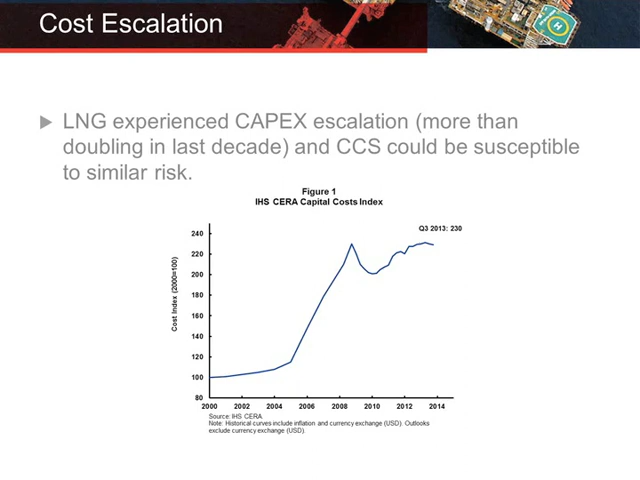 Cost Escalation
LNG experienced CAPEX escalation (more than
doubling in last decade) and CCS could be susceptible
to similar risk.
Figure 1
IHS CERA Capital Costs Index
Q3 2013: 230
Cost Index (2000=100)
240
220
200
180
160
140
120
100
80
2000 2002 2004 2006 2008 2010 2012 2014
Source: IHS CERA
Note: Historical curves include inflation and currency exchange (USD). Outlooks
exclude currency exchange (USD).